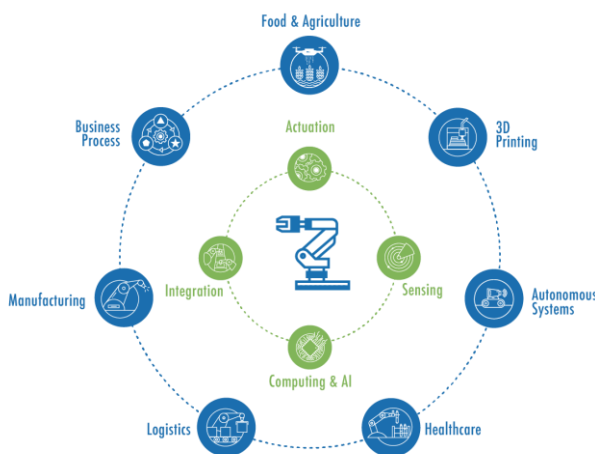 Food & Agriculture
Business
Process
Actuation
3D
Printing
Integration
Sensing
Manufacturing
Autonomous
Systems
Computing & AI
Logistics
Healthcare